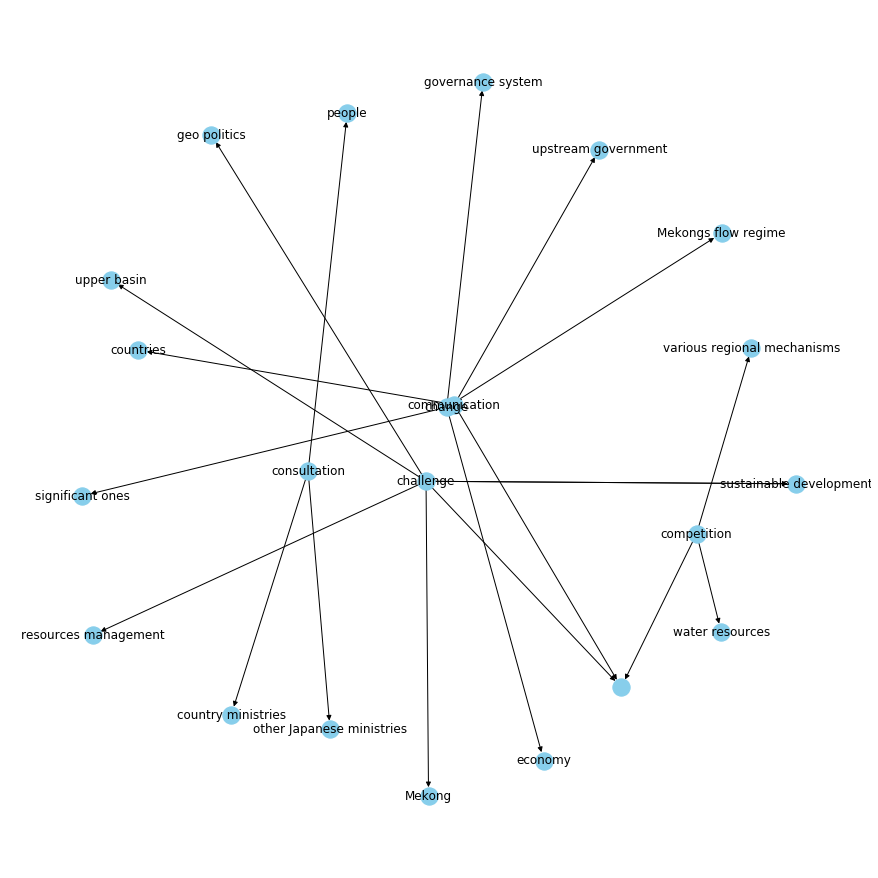 governance system
people
geo politics
upstream government
Mekongs flow regime
upper basin
various regional mechanisms
countries
communication
change
consultation
challenge
sustainable development
significant ones
competition
water resources
resources management
country ministries
other Japanese ministries
economy
Mekong